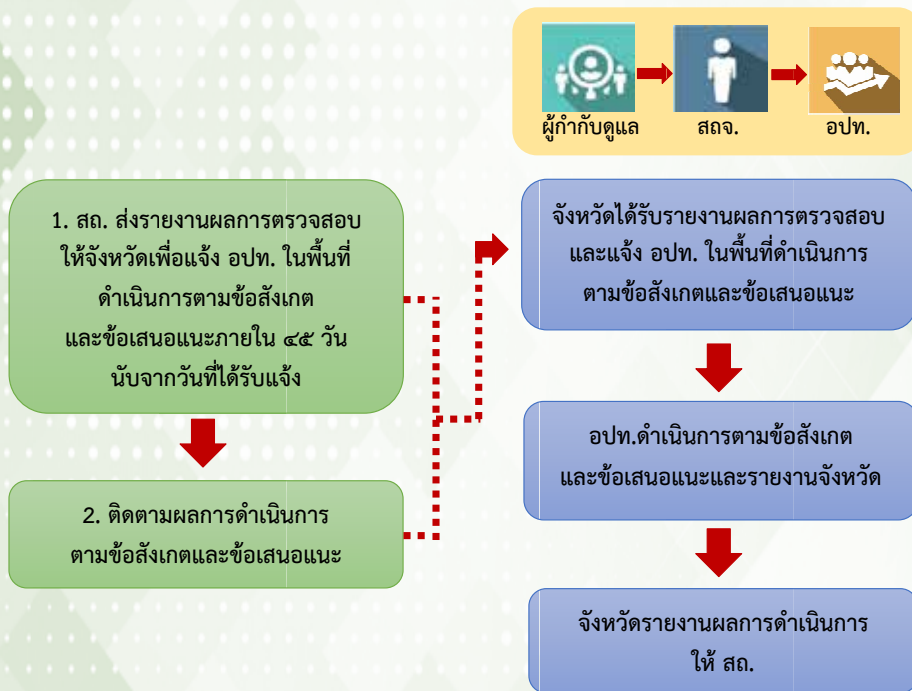 ผู้กำกับดูแล
สถจ.
อปท.
1. สถ. ส่งรายงานผลการตรวจสอบ
ให้จังหวัดเพื่อแจ้ง อปท. ในพื้นที่
ดำเนินการตามข้อสังเกต
และข้อเสนอแนะภายใน ๔๕ วัน
นับจากวันที่ได้รับแจ้ง
2. ติดตามผลการดำเนินการ
ตามข้อสังเกตและข้อเสนอแนะ
จังหวัดได้รับรายงานผลการตรวจสอบ
และแจ้ง อปท. ในพื้นที่ดำเนินการ
ตามข้อสังเกตและข้อเสนอแนะ
อปท.ดำเนินการตามข้อสังเกต
และข้อเสนอแนะและรายงานจังหวัด
จังหวัดรายงานผลการดำเนินการ
ให้ สถ.